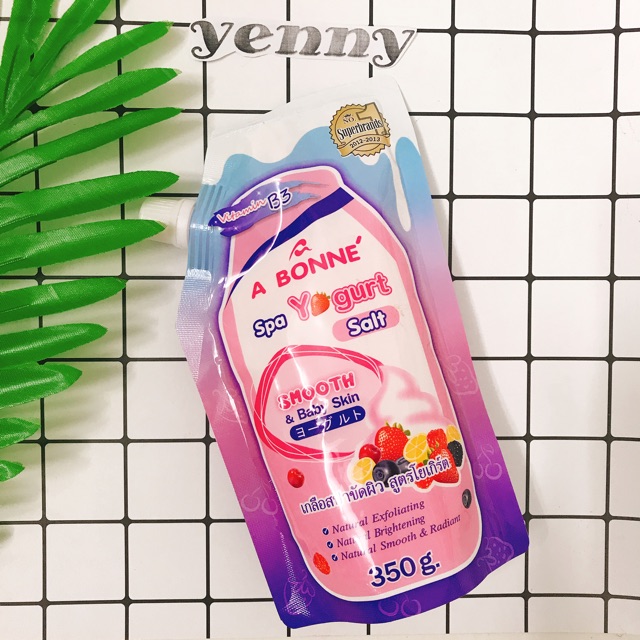 yenny
Superbrands
2012-2013
Vitamin B3
A BONNE'
Spa Yogurt
Salt
SMOOTH
& Baby Skin
ヨーグルト
เกลือสปาขัดผิว สูตรโยเกิร์ต
Natural Exfoliating
Natural Brightening
Natural Smooth & Radiant
350 g.